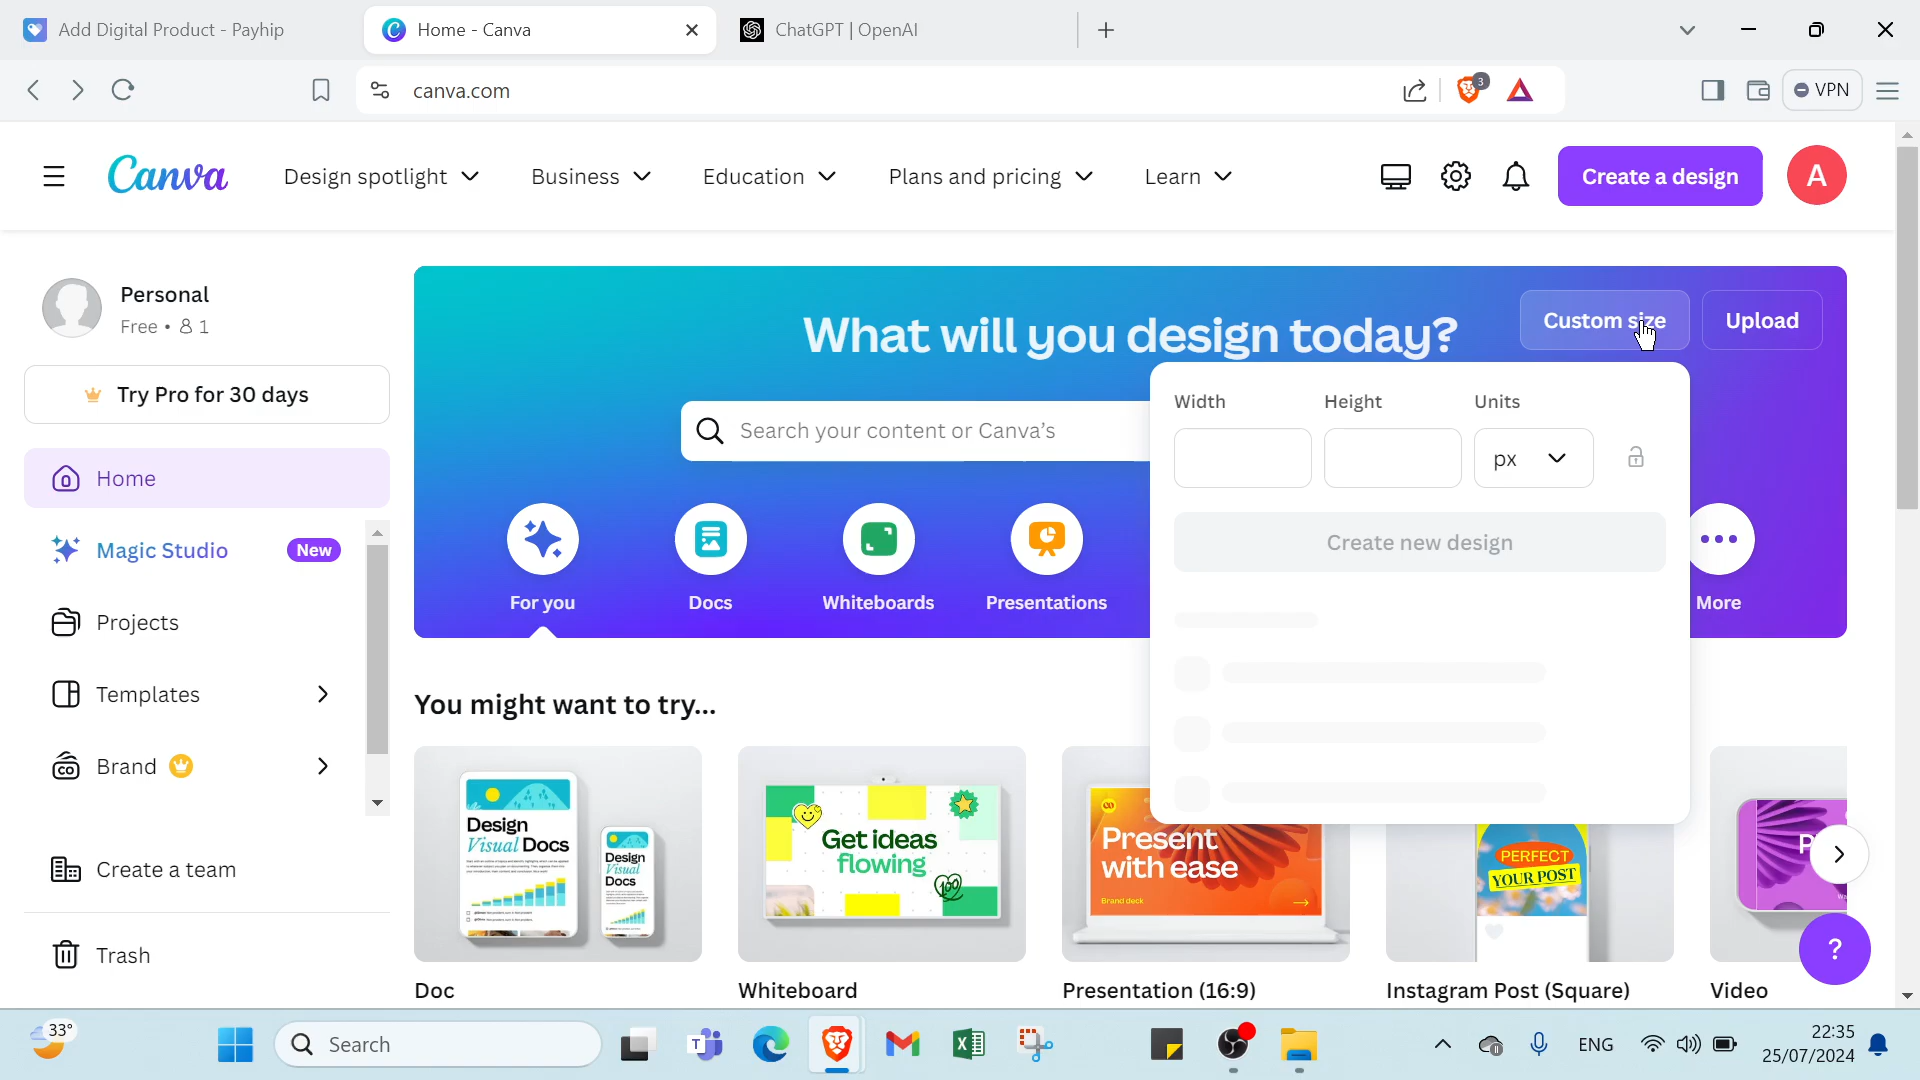 Add Digital Product - Payhip
Home - Canva
ChatGPT | OpenAI
canva.com
3
VPN
Canva
Design spotlight
Business
Education
Plans and pricing
Learn
Create a design
A
Personal
Free • 1
Try Pro for 30 days
Home
Magic Studio
New
Projects
Templates
Brand
Create a team
Trash
What will you design today?
Custom size
Upload
Search your content or Canva's
For you
Docs
Whiteboards
Presentations
More
Width
Height
Units
px
Create new design
You might want to try...
Design
Visual Docs
Design
Visual
Docs
Get ideas
flowing
100
Present
with ease
Brand deck
PERFECT
YOUR POST
Doc
Whiteboard
Presentation (16:9)
Instagram Post (Square)
Video
?
33°
Search
ENG
22:35
25/07/2024